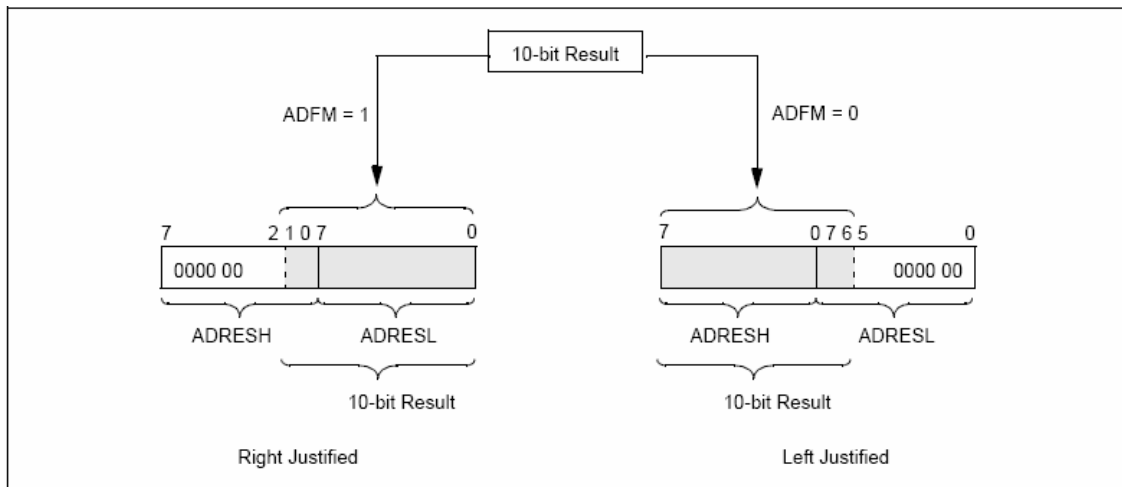 10-bit Result
ADFM = 1
ADFM = 0
7 2 1 0 7 0
7 0 7 6 5 0
0000 00
0000 00
ADRESH ADRESL
ADRESH ADRESL
10-bit Result
10-bit Result
Right Justified
Left Justified